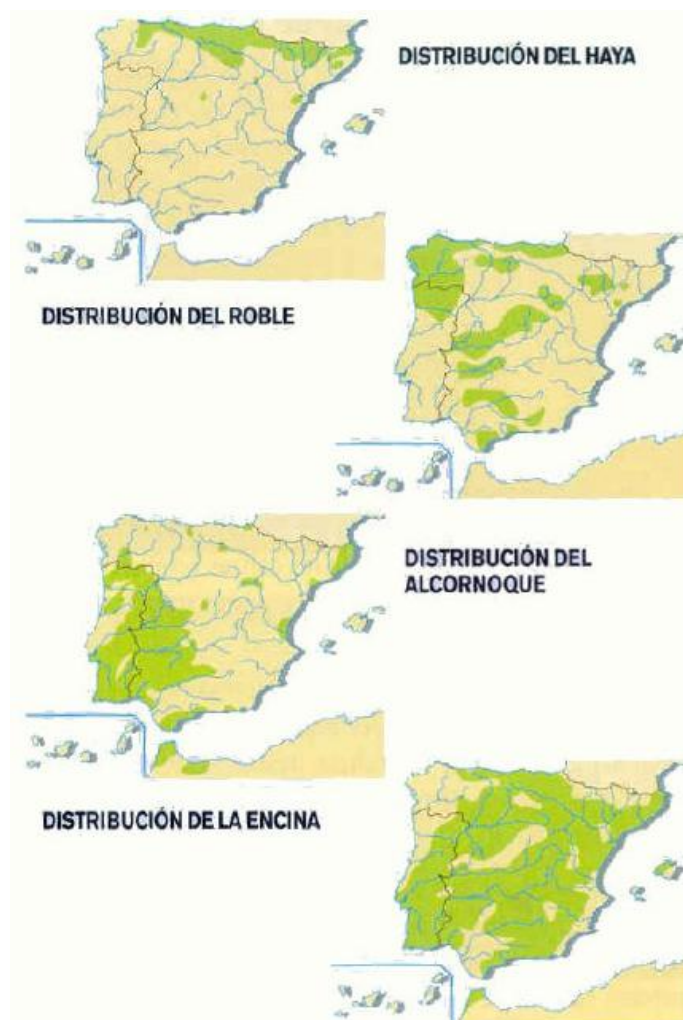 DISTRIBUCIÓN DEL HAYA
DISTRIBUCIÓN DEL ROBLE
DISTRIBUCIÓN DEL
ALCORNOQUE
DISTRIBUCIÓN DE LA ENCINA